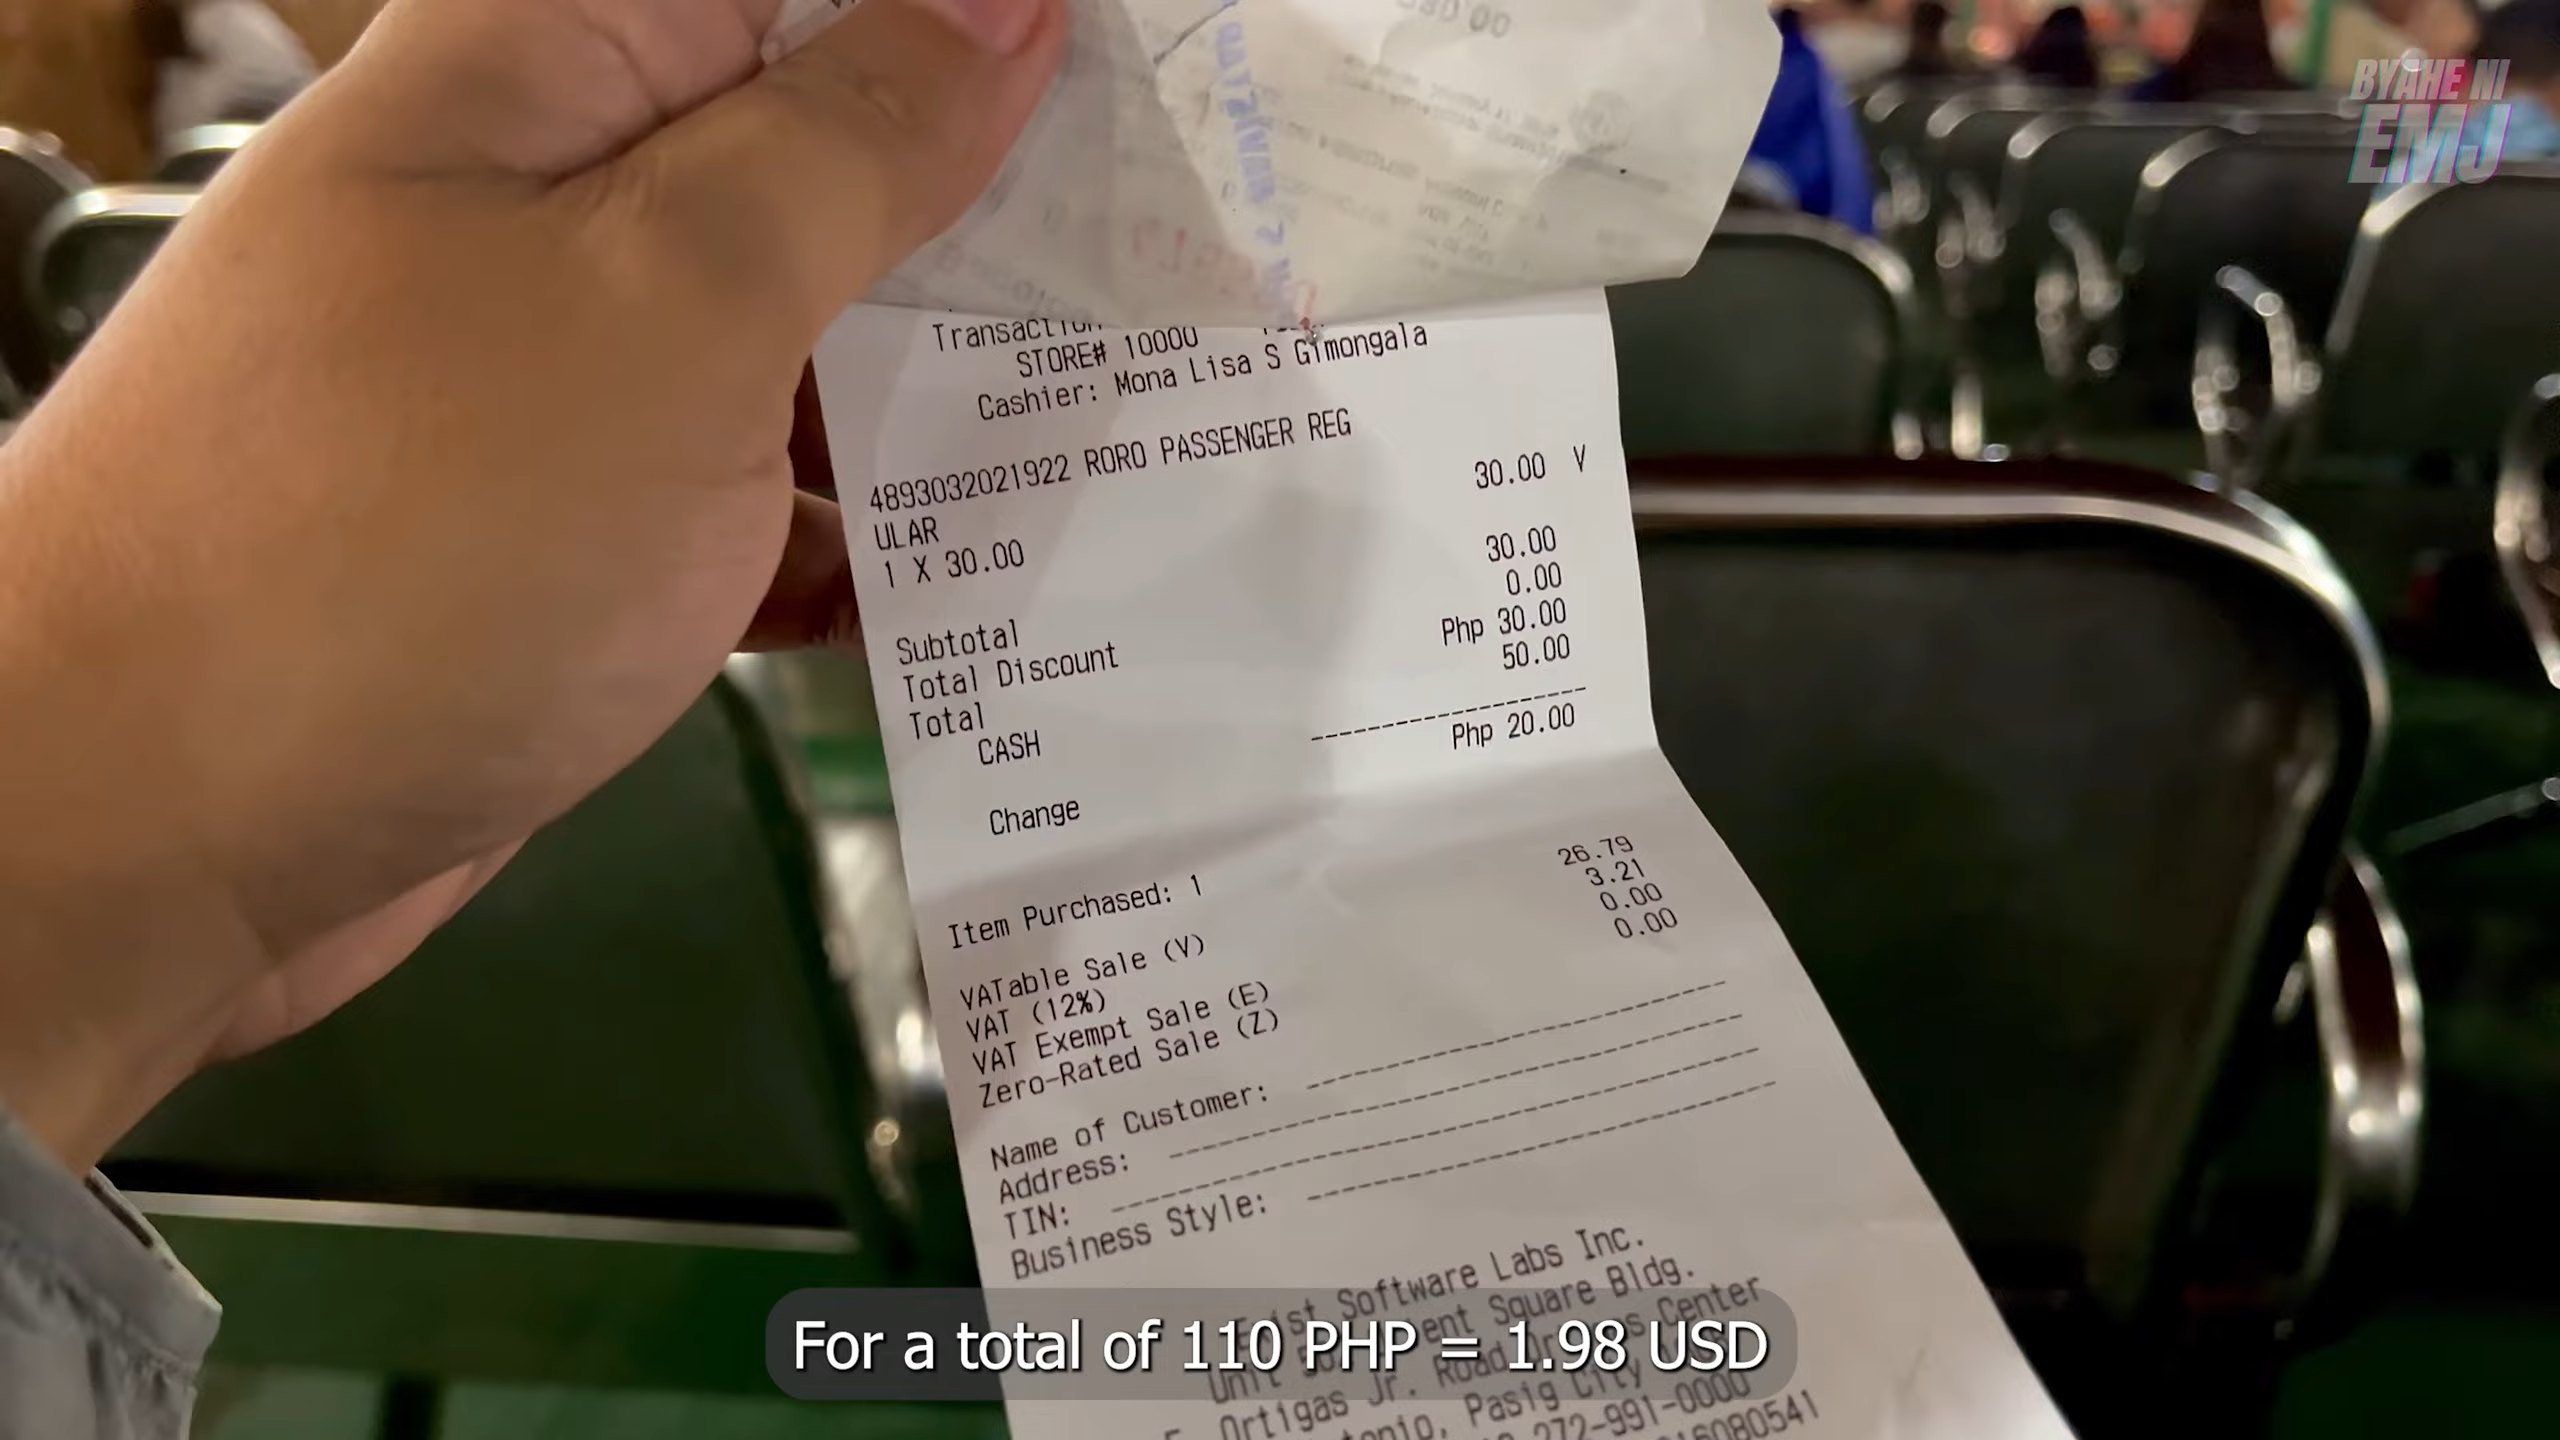 BYAHE NI
EMJ
Transaction
STORE# 10000
Cashier: Mona Lisa S Gimongala
4893032021922 RORO PASSENGER REG
ULAR
30.00 V
1 X 30.00
Subtotal 30.00
Total Discount 0.00
Total Php 30.00
CASH 50.00
----------------
Change Php 20.00
Item Purchased: 1
VATable Sale (V) 26.79
VAT (12%) 3.21
VAT Exempt Sale (E) 0.00
Zero-Rated Sale (Z) 0.00
Name of Customer:
Address:
TIN:
Business Style:
Software Labs Inc.
Square Bldg.
Center
Ortigas Jr. Road
Pasig City
272-991-0000
For a total of 110 PHP = 1.98 USD